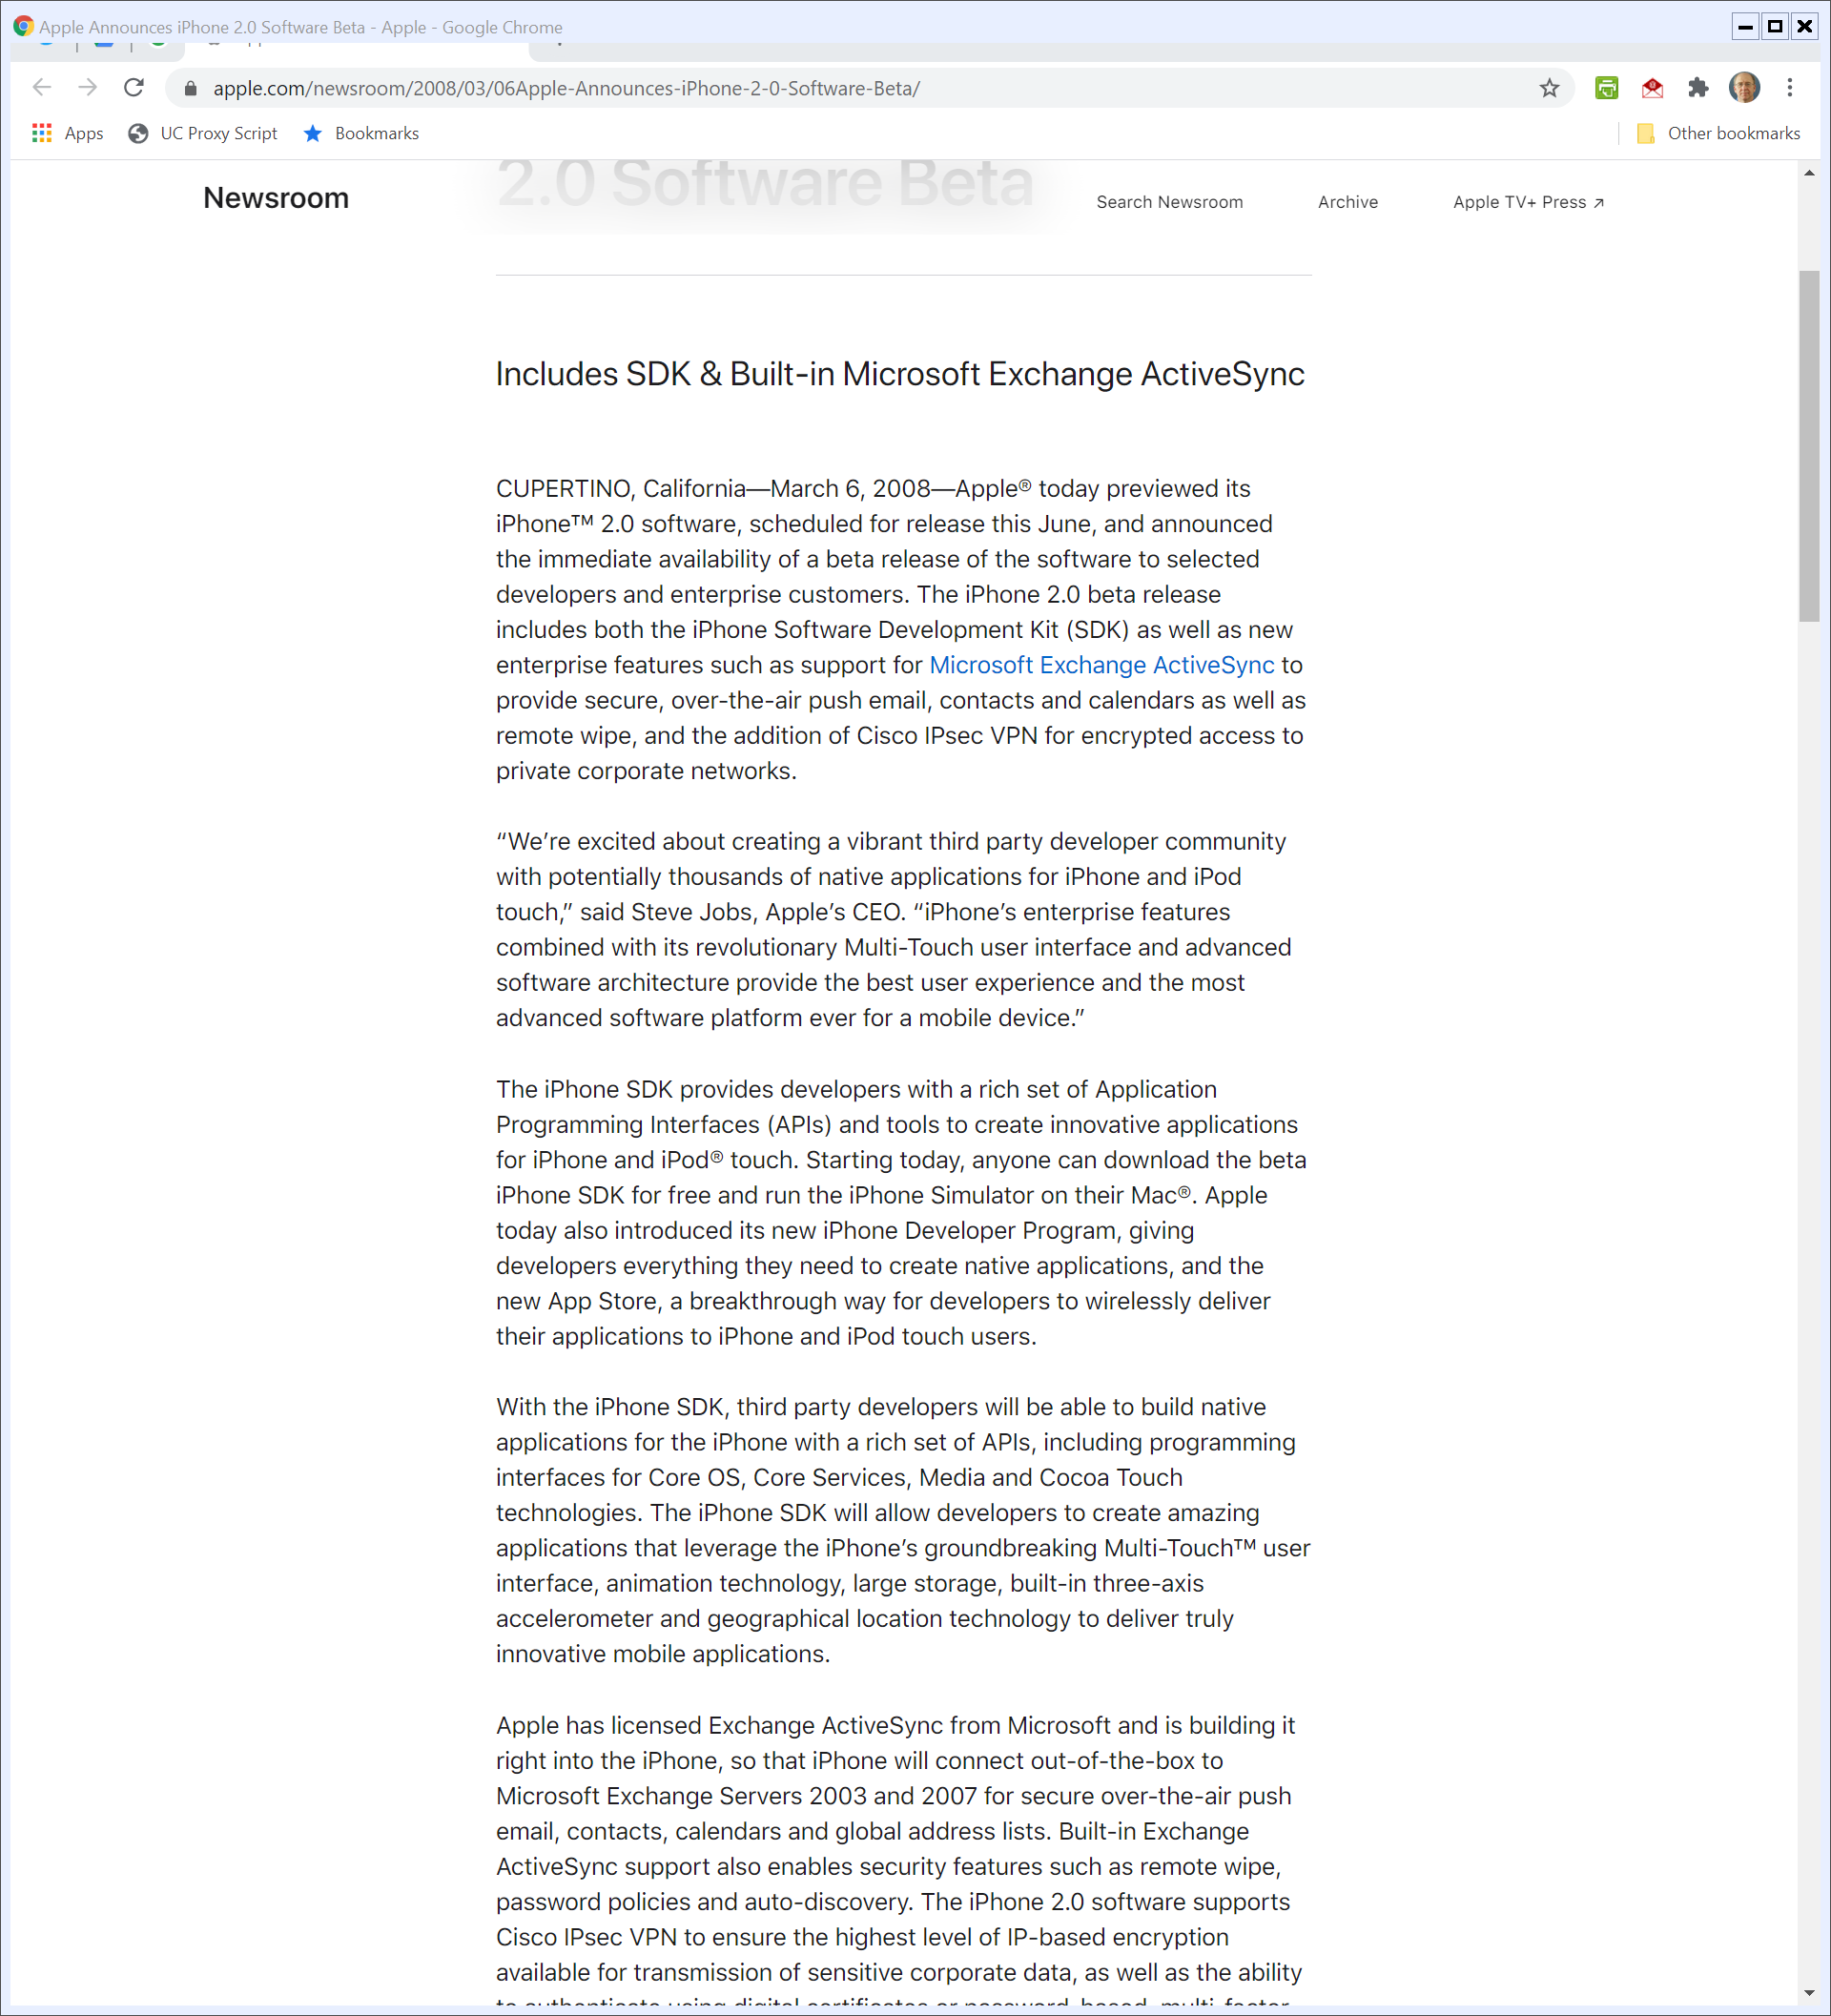 Apple Announces iPhone 2.0 Software Beta - Apple - Google Chrome
apple.com/newsroom/2008/03/06Apple-Announces-iPhone-2-0-Software-Beta/
Apps UC Proxy Script Bookmarks Other bookmarks
2.0 Software Beta
Newsroom Search Newsroom Archive Apple TV+ Press ↗
Includes SDK & Built-in Microsoft Exchange ActiveSync
CUPERTINO, California—March 6, 2008—Apple® today previewed its
iPhone™ 2.0 software, scheduled for release this June, and announced
the immediate availability of a beta release of the software to selected
developers and enterprise customers. The iPhone 2.0 beta release
includes both the iPhone Software Development Kit (SDK) as well as new
enterprise features such as support for Microsoft Exchange ActiveSync to
provide secure, over-the-air push email, contacts and calendars as well as
remote wipe, and the addition of Cisco IPsec VPN for encrypted access to
private corporate networks.
“We’re excited about creating a vibrant third party developer community
with potentially thousands of native applications for iPhone and iPod
touch,” said Steve Jobs, Apple’s CEO. “iPhone’s enterprise features
combined with its revolutionary Multi-Touch user interface and advanced
software architecture provide the best user experience and the most
advanced software platform ever for a mobile device.”
The iPhone SDK provides developers with a rich set of Application
Programming Interfaces (APIs) and tools to create innovative applications
for iPhone and iPod® touch. Starting today, anyone can download the beta
iPhone SDK for free and run the iPhone Simulator on their Mac®. Apple
today also introduced its new iPhone Developer Program, giving
developers everything they need to create native applications, and the
new App Store, a breakthrough way for developers to wirelessly deliver
their applications to iPhone and iPod touch users.
With the iPhone SDK, third party developers will be able to build native
applications for the iPhone with a rich set of APIs, including programming
interfaces for Core OS, Core Services, Media and Cocoa Touch
technologies. The iPhone SDK will allow developers to create amazing
applications that leverage the iPhone’s groundbreaking Multi-Touch™ user
interface, animation technology, large storage, built-in three-axis
accelerometer and geographical location technology to deliver truly
innovative mobile applications.
Apple has licensed Exchange ActiveSync from Microsoft and is building it
right into the iPhone, so that iPhone will connect out-of-the-box to
Microsoft Exchange Servers 2003 and 2007 for secure over-the-air push
email, contacts, calendars and global address lists. Built-in Exchange
ActiveSync support also enables security features such as remote wipe,
password policies and auto-discovery. The iPhone 2.0 software supports
Cisco IPsec VPN to ensure the highest level of IP-based encryption
available for transmission of sensitive corporate data, as well as the ability
to authenticate using digital certificates or password-based, multi-factor